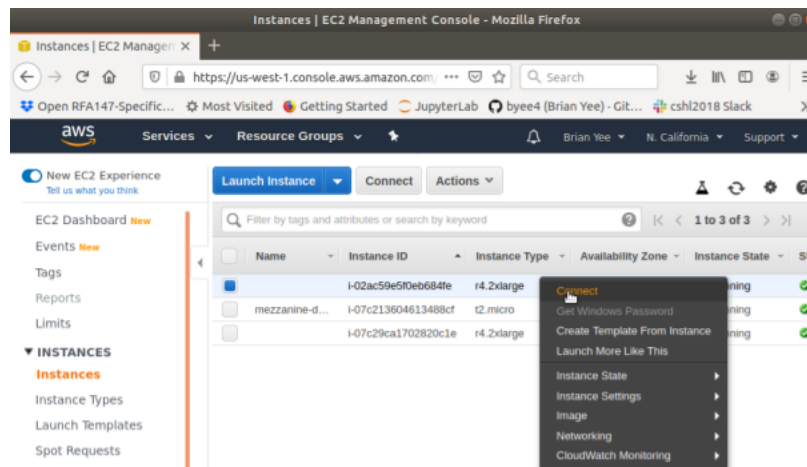 Instances | EC2 Management Console - Mozilla Firefox
Instances | EC2 Managen × +
https://us-west-1.console.aws.amazon.com/ ••• Search
Open RFA147-Specific... Most Visited Getting Started JupyterLab byee4 (Brian Yee) · Git... cshl2018 Slack
aws Services Resource Groups Brian Yee N. California Support
New EC2 Experience
Tell us what you think
Launch Instance Connect Actions
EC2 Dashboard New
Filter by tags and attributes or search by keyword 1 to 3 of 3
Events New
Name Instance ID Instance Type Availability Zone Instance State
Tags
i-02ac59e5f0eb684fe r4.2xlarge Connect ning
Reports
mezzanine-d... i-07c213604613488cf t2.micro Get Windows Password ning
Limits
i-07c29ca1702820c1e r4.2xlarge Create Template From Instance ning
Launch More Like This
INSTANCES
Instances
Instance State
Instance Types
Instance Settings
Image
Launch Templates
Networking
Spot Requests
CloudWatch Monitoring